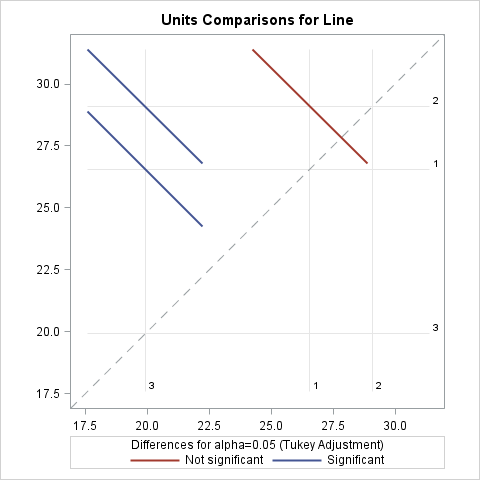 Units Comparisons for Line
30.0
2
27.5
1
25.0
22.5
20.0
3
17.5
3 1 2
17.5 20.0 22.5 25.0 27.5 30.0
Differences for alpha=0.05 (Tukey Adjustment)
Not significant Significant